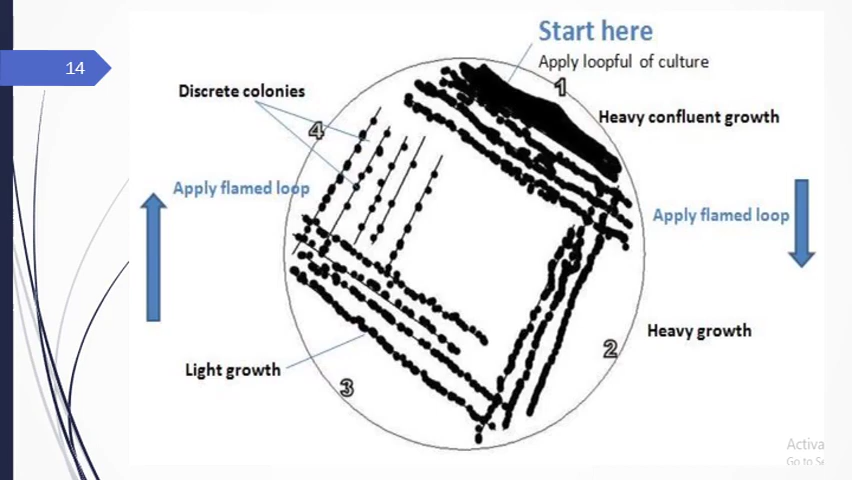 14
Start here
Apply loopful of culture
1
Discrete colonies
Heavy confluent growth
4
Apply flamed loop
Apply flamed loop
Heavy growth
2
Light growth
3
Activa
Go to Se